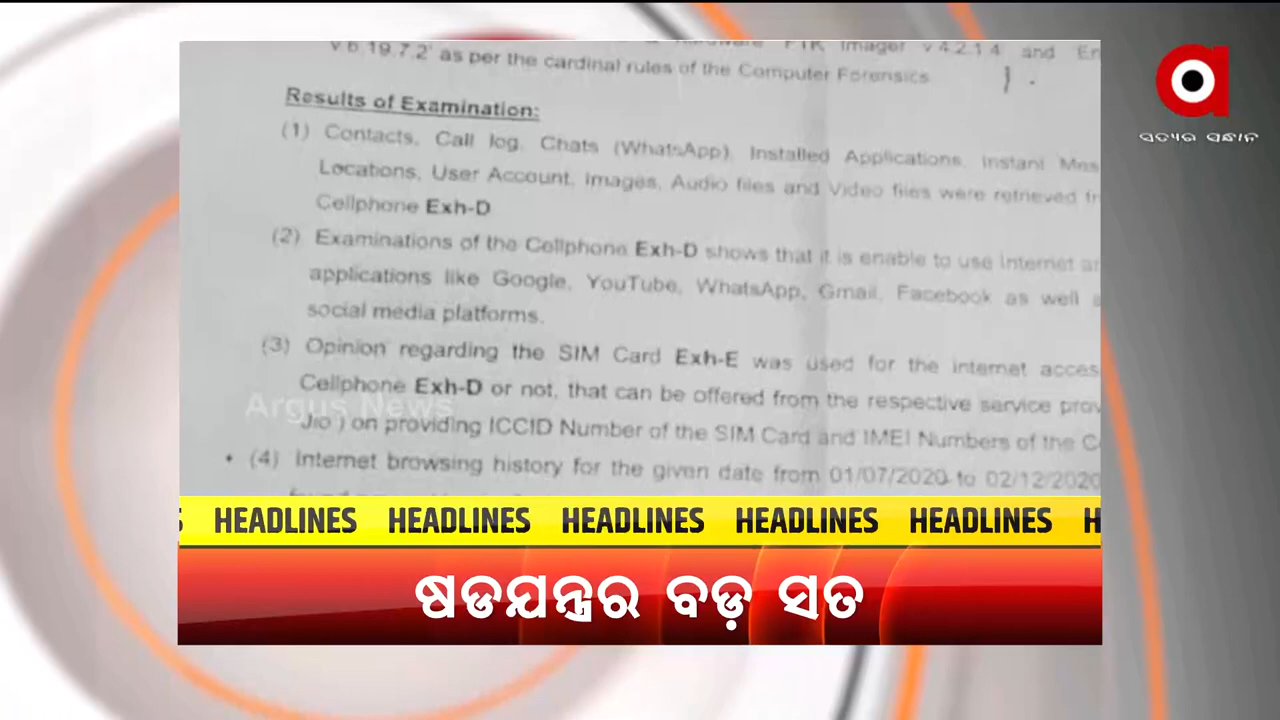 v.6.19.7.2' as per the cardinal rules of the Computer Forensics
Imager v 4.2.1.4 and
ସତ୍ୟର ସନ୍ଧାନ
Results of Examination:
(1) Contacts, Call log, Chats (WhatsApp), Installed Applications, Instant
Locations, User Account, Images, Audio files and Video files were retrieved
Cellphone Exh-D
(2) Examinations of the Cellphone Exh-D shows that it is enable to use Internet
applications like Google, YouTube, WhatsApp, Gmail, Facebook as well
social media platforms.
(3) Opinion regarding the SIM Card Exh-E was used for the internet
Cellphone Exh-D or not, that can be offered from the respective service
Argus News
Jio') on providing ICCID Number of the SIM Card and IMEI Numbers of the
• (4) Internet browsing history for the given date from 01/07/2020 to 02/12/2020
HEADLINES HEADLINES HEADLINES HEADLINES HEADLINES
ଷଡଯନ୍ତ୍ରର ବଡ଼ ସତ